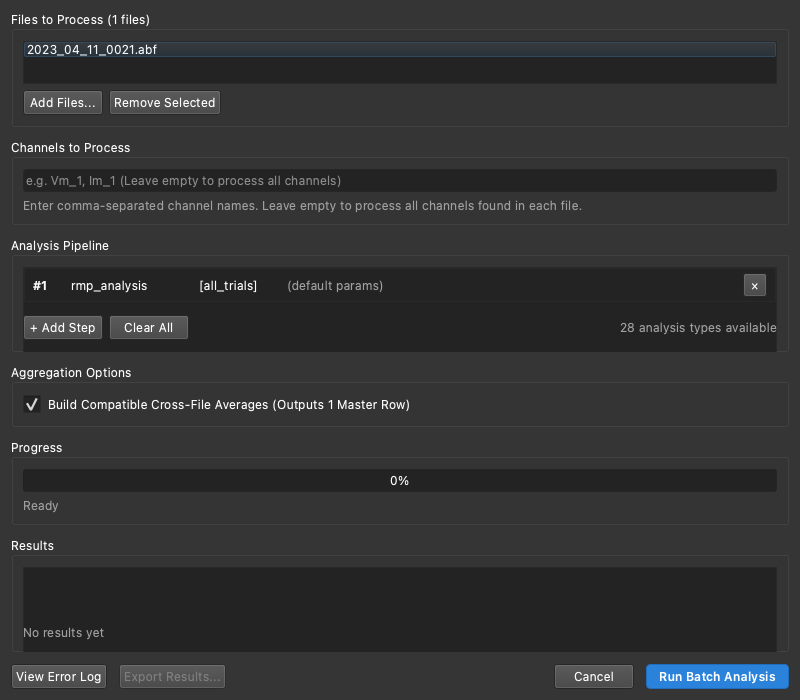 Files to Process (1 files)
2023_04_11_0021.abf
Add Files... Remove Selected
Channels to Process
e.g. Vm_1, Im_1 (Leave empty to process all channels)
Enter comma-separated channel names. Leave empty to process all channels found in each file.
Analysis Pipeline
#1 rmp_analysis [all_trials] (default params) x
+ Add Step Clear All 28 analysis types available
Aggregation Options
Build Compatible Cross-File Averages (Outputs 1 Master Row)
Progress
0%
Ready
Results
No results yet
View Error Log Export Results... Cancel Run Batch Analysis